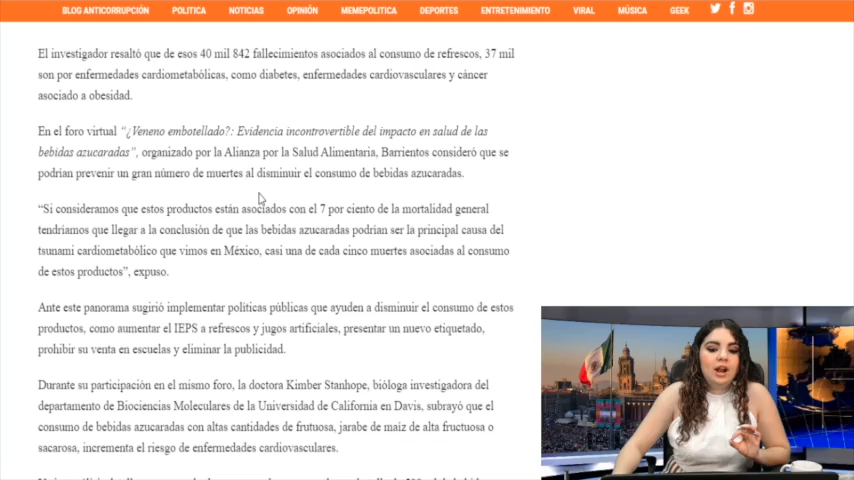 BLOG ANTICORRUPCIÓN POLITICA NOTICIAS OPINIÓN MEMEPOLITICA DEPORTES ENTRETENIMIENTO VIRAL MÚSICA GEEK
El investigador resaltó que de esos 40 mil 842 fallecimientos asociados al consumo de refrescos, 37 mil
son por enfermedades cardiometabólicas, como diabetes, enfermedades cardiovasculares y cáncer
asociado a obesidad.
En el foro virtual “¿Veneno embotellado?: Evidencia incontrovertible del impacto en salud de las
bebidas azucaradas”, organizado por la Alianza por la Salud Alimentaria, Barrientos consideró que se
podrían prevenir un gran número de muertes al disminuir el consumo de bebidas azucaradas.
“Si consideramos que estos productos están asociados con el 7 por ciento de la mortalidad general
tendríamos que llegar a la conclusión de que las bebidas azucaradas podrían ser la principal causa del
tsunami cardiometabólico que vimos en México, casi una de cada cinco muertes asociadas al consumo
de estos productos”, expuso.
Ante este panorama sugirió implementar políticas públicas que ayuden a disminuir el consumo de estos
productos, como aumentar el IEPS a refrescos y jugos artificiales, presentar un nuevo etiquetado,
prohibir su venta en escuelas y eliminar la publicidad.
Durante su participación en el mismo foro, la doctora Kimber Stanhope, bióloga investigadora del
departamento de Biociencias Moleculares de la Universidad de California en Davis, subrayó que el
consumo de bebidas azucaradas con altas cantidades de frutuosa, jarabe de maíz de alta fructuosa o
sacarosa, incrementa el riesgo de enfermedades cardiovasculares.